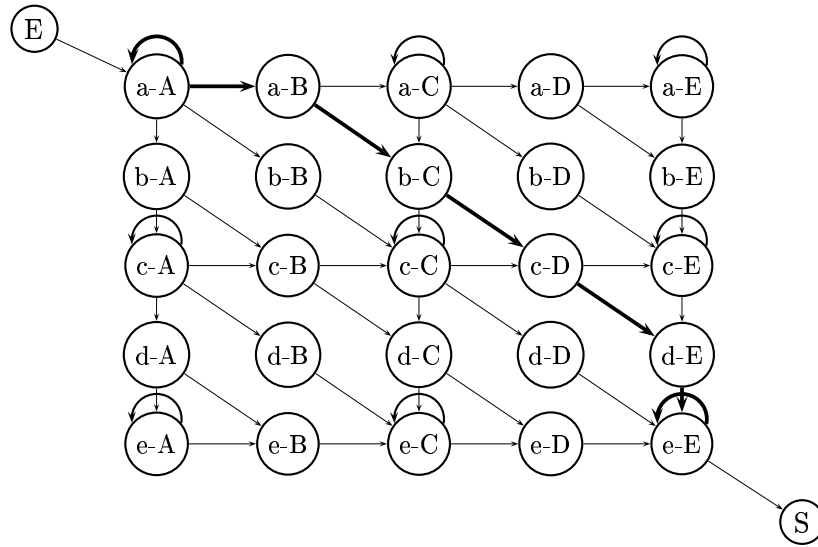 E
a-A a-B a-C a-D a-E
b-A b-B b-C b-D b-E
c-A c-B c-C c-D c-E
d-A d-B d-C d-D d-E
e-A e-B e-C e-D e-E
S